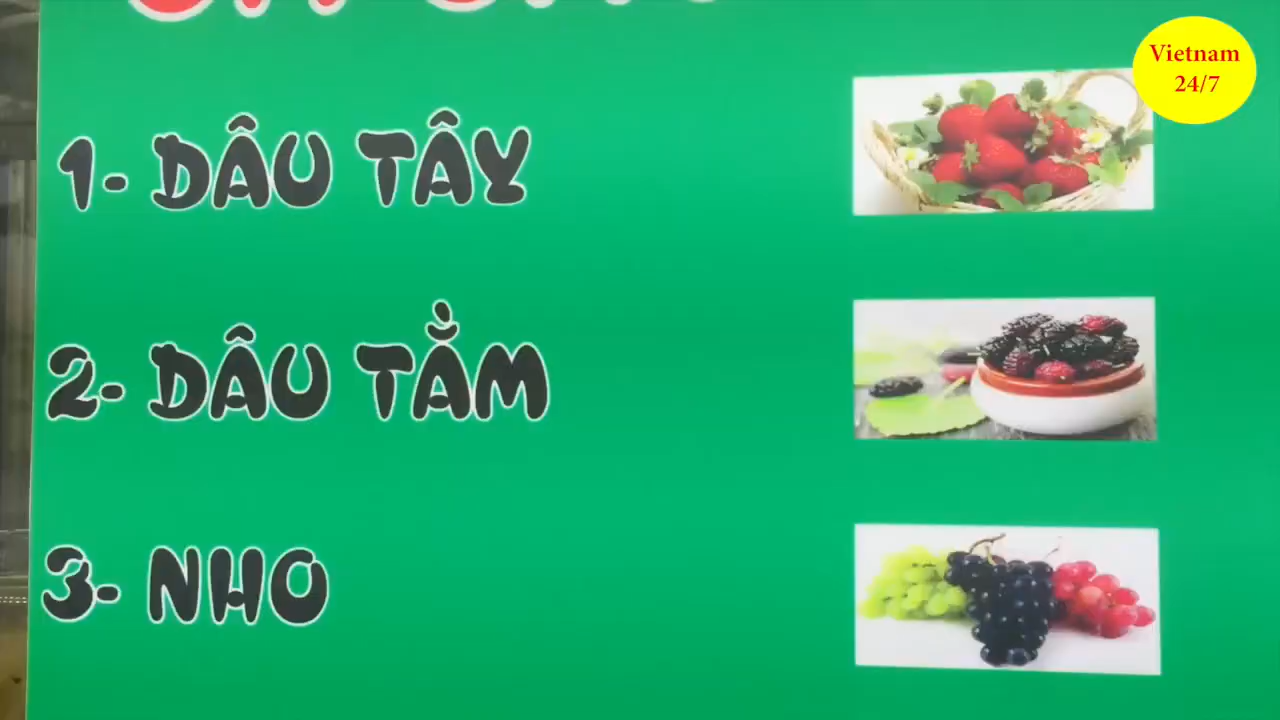 Vietnam
24/7
1- DÂU TÂY
2- DÂU TẰM
3- NHO